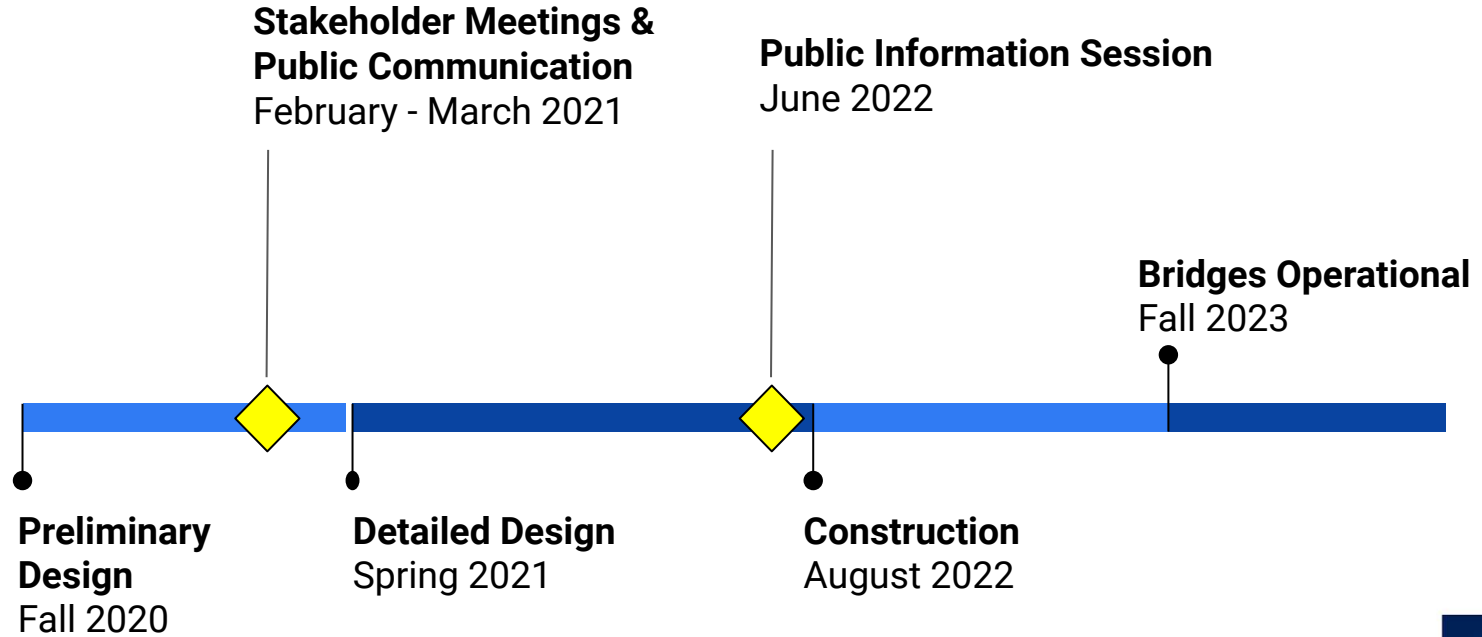 Stakeholder Meetings &
Public Communication
February - March 2021
Public Information Session
June 2022
Bridges Operational
Fall 2023
Preliminary
Design
Fall 2020
Detailed Design
Spring 2021
Construction
August 2022